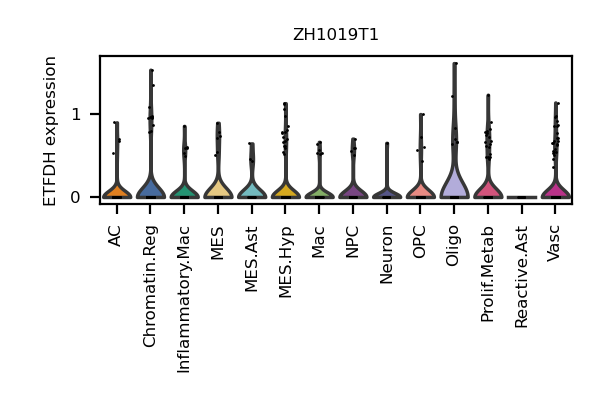 ZH1019T1
ETFDH expression
1
0
AC
Chromatin.Reg
Inflammatory.Mac
MES
MES.Ast
MES.Hyp
Mac
NPC
Neuron
OPC
Oligo
Prolif.Metab
Reactive.Ast
Vasc